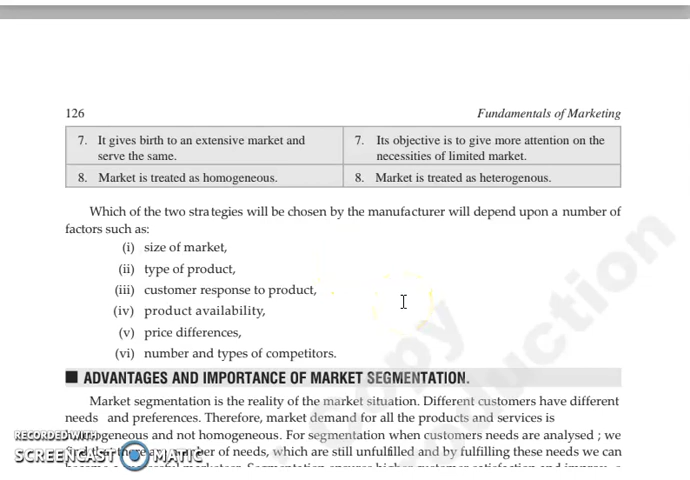 126 Fundamentals of Marketing
7. It gives birth to an extensive market and serve the same.
7. Its objective is to give more attention on the necessities of limited market.
8. Market is treated as homogeneous.
8. Market is treated as heterogenous.
Which of the two strategies will be chosen by the manufacturer will depend upon a number of
factors such as:
(i) size of market,
(ii) type of product,
(iii) customer response to product,
(iv) product availability,
(v) price differences,
(vi) number and types of competitors.
ADVANTAGES AND IMPORTANCE OF MARKET SEGMENTATION.
Market segmentation is the reality of the market situation. Different customers have different
needs and preferences. Therefore, market demand for all the products and services is
and not homogeneous. For segmentation when customers needs are analysed ; we
of needs, which are still unfulfilled and by fulfilling these needs we can
RECORDED WITH
SCREENCAST MATIC
Copy